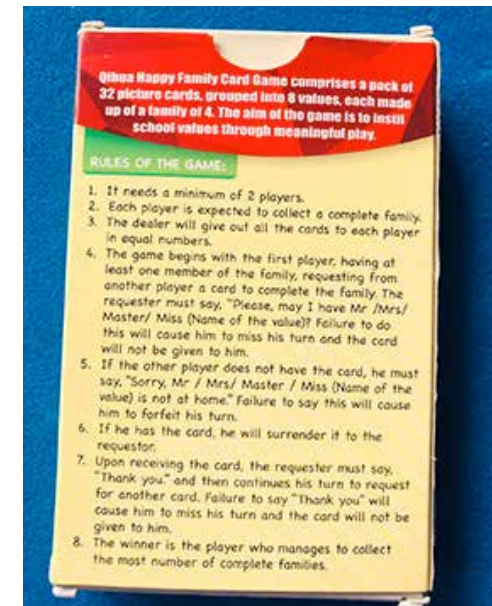 Qihua Happy Family Card Game comprises a pack of
32 picture cards, grouped into 8 values, each made
up of a family of 4. The aim of the game is to instill
school values through meaningful play.
RULES OF THE GAME:
1. It needs a minimum of 2 players.
2. Each player is expected to collect a complete family.
3. The dealer will give out all the cards to each player
in equal numbers.
4. The game begins with the first player, having at
least one member of the family, requesting from
another player a card to complete the family. The
requester must say, "Please, may I have Mr /Mrs/
Master/ Miss (Name of the value)? Failure to do
this will cause him to miss his turn and the card
will not be given to him.
5. If the other player does not have the card, he must
say, "Sorry, Mr / Mrs/ Master / Miss (Name of the
value) is not at home." Failure to say this will cause
him to forfeit his turn.
6. If he has the card, he will surrender it to the
requestor.
7. Upon receiving the card, the requester must say,
"Thank you." and then continues his turn to request
for another card. Failure to say "Thank you" will
cause him to miss his turn and the card will not be
given to him.
8. The winner is the player who manages to collect
the most number of complete families.